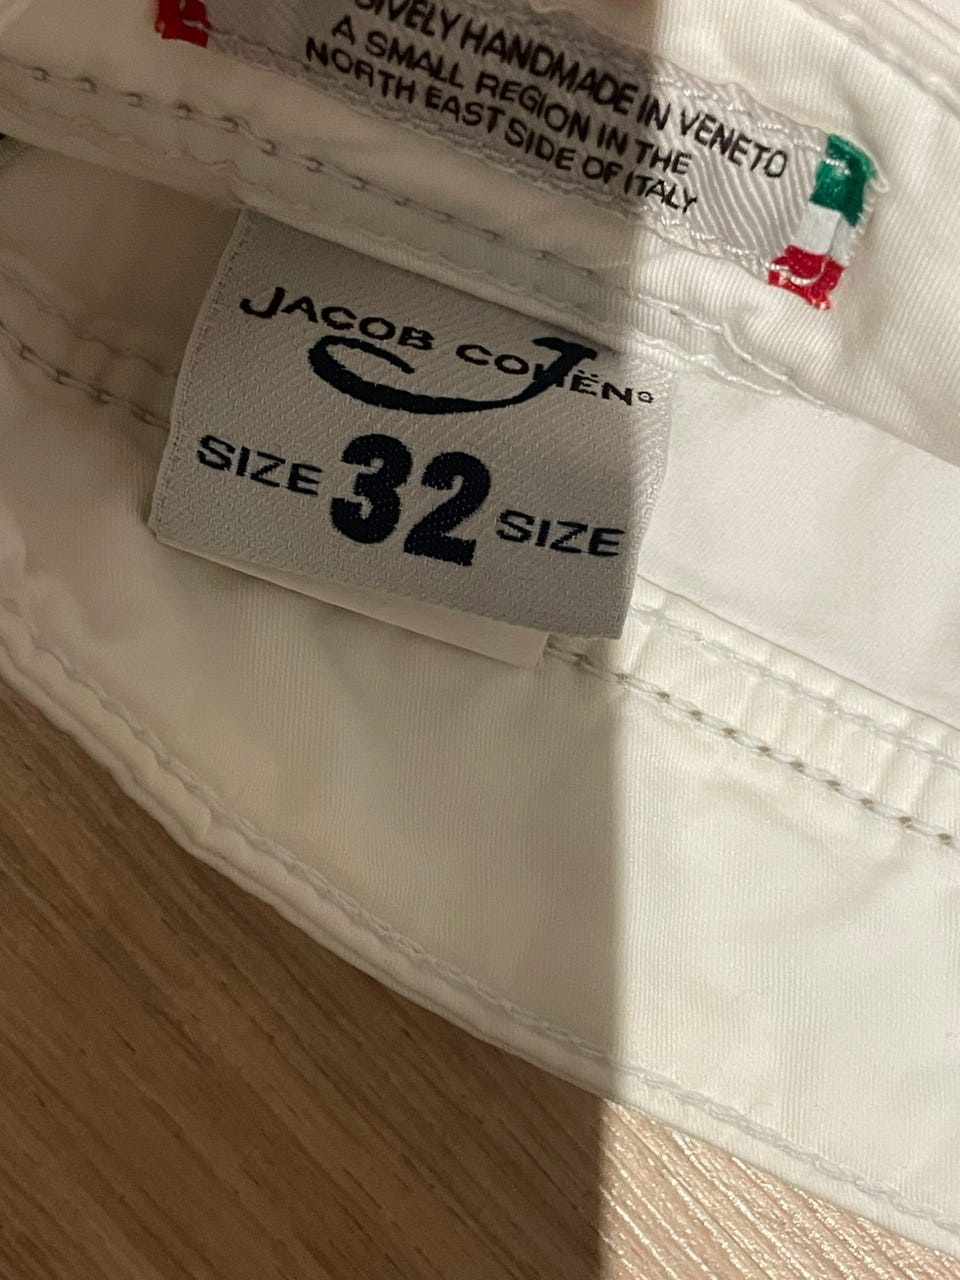 HANDMADE IN VENETO
A SMALL REGION IN THE
NORTH EAST SIDE OF ITALY
JACOB COHËN
SIZE 32 SIZE